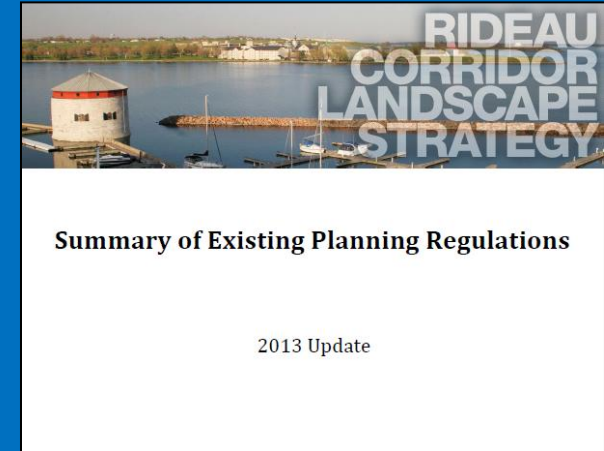 RIDEAU
CORRIDOR
LANDSCAPE
STRATEGY
Summary of Existing Planning Regulations
2013 Update